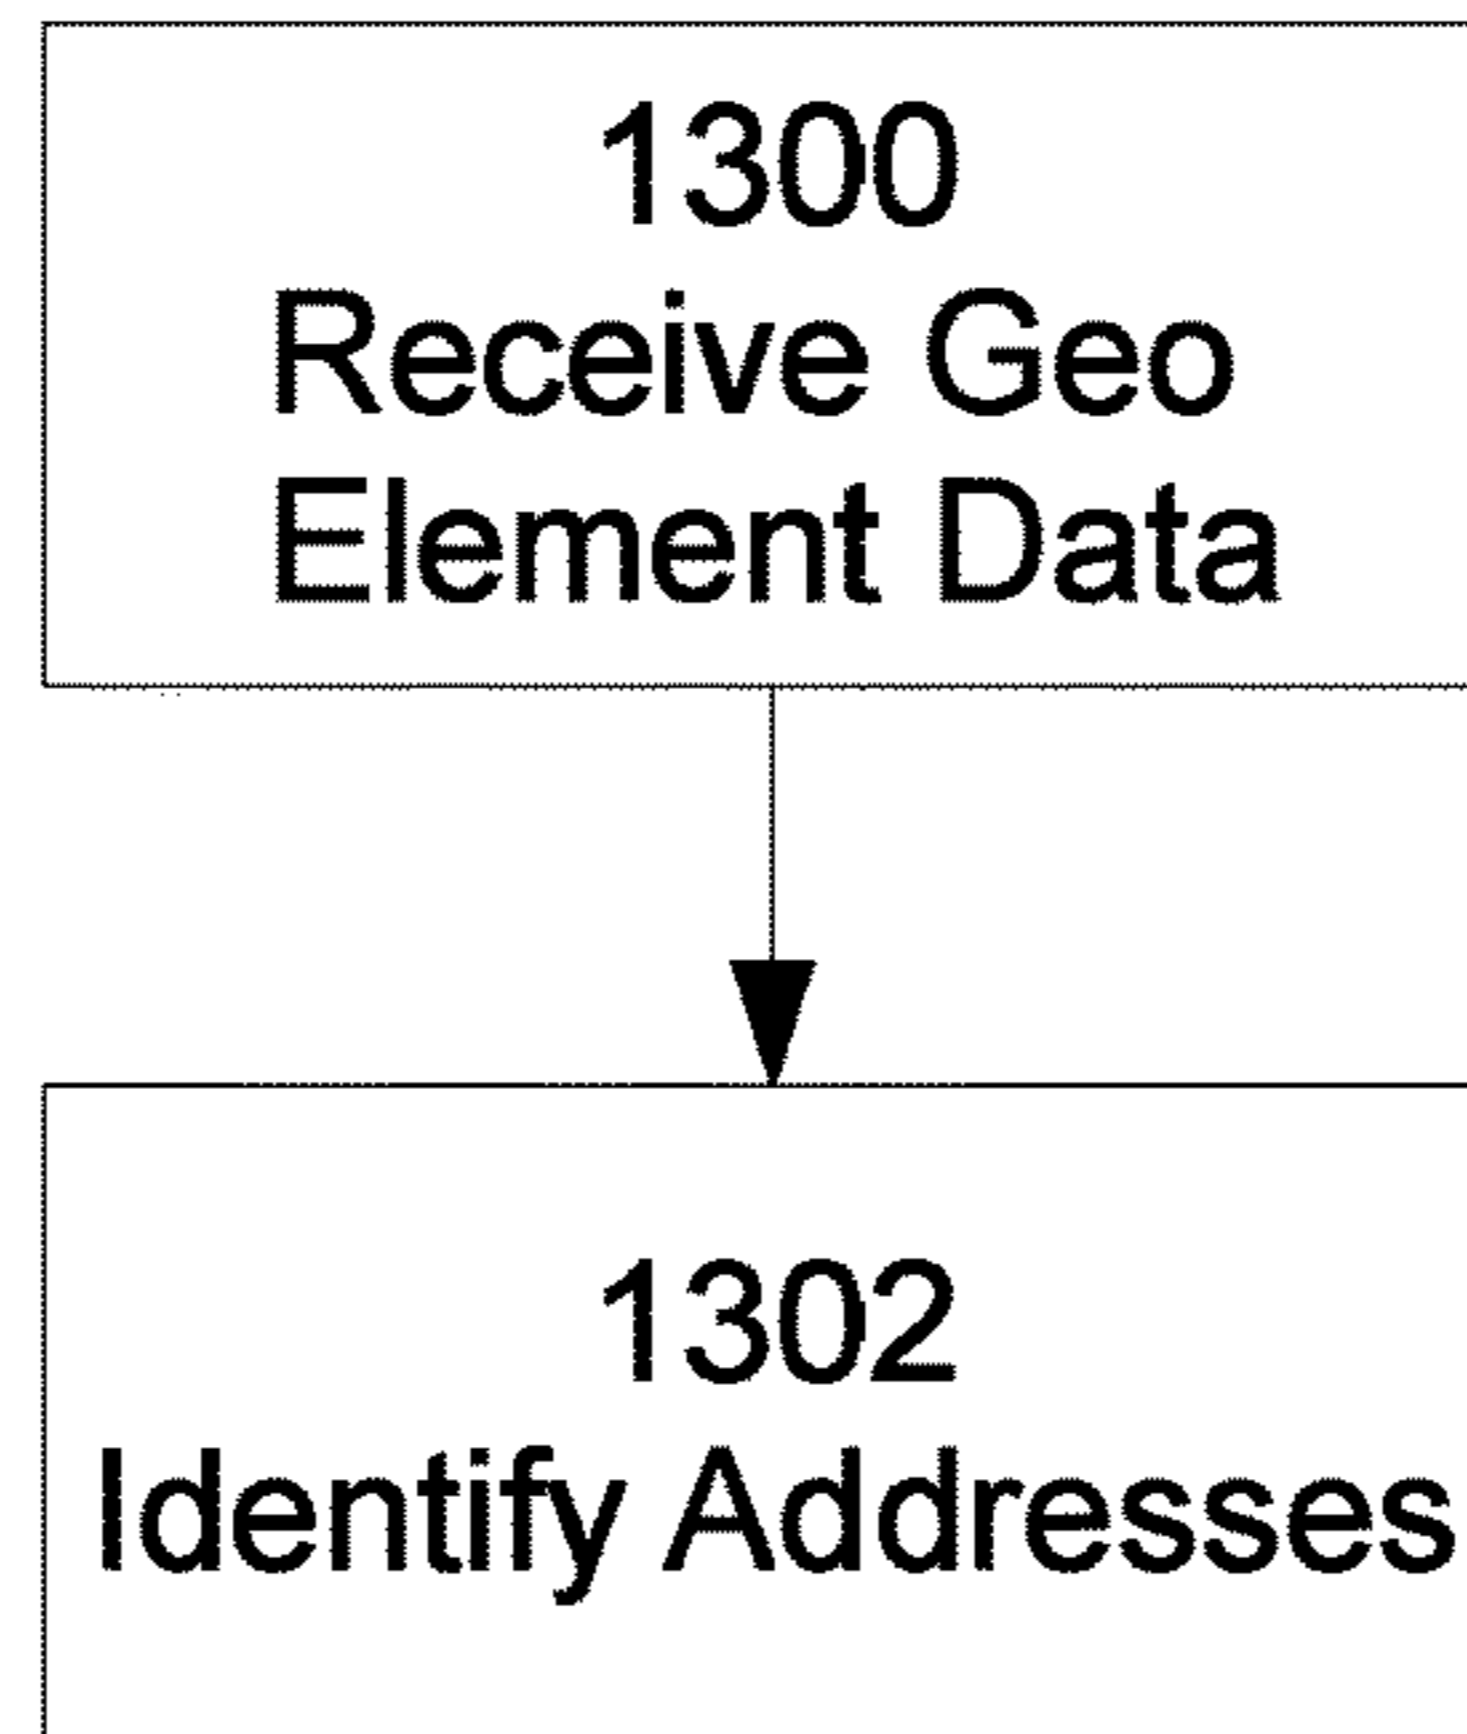 1300
Receive Geo
Element Data
1302
Identify Addresses